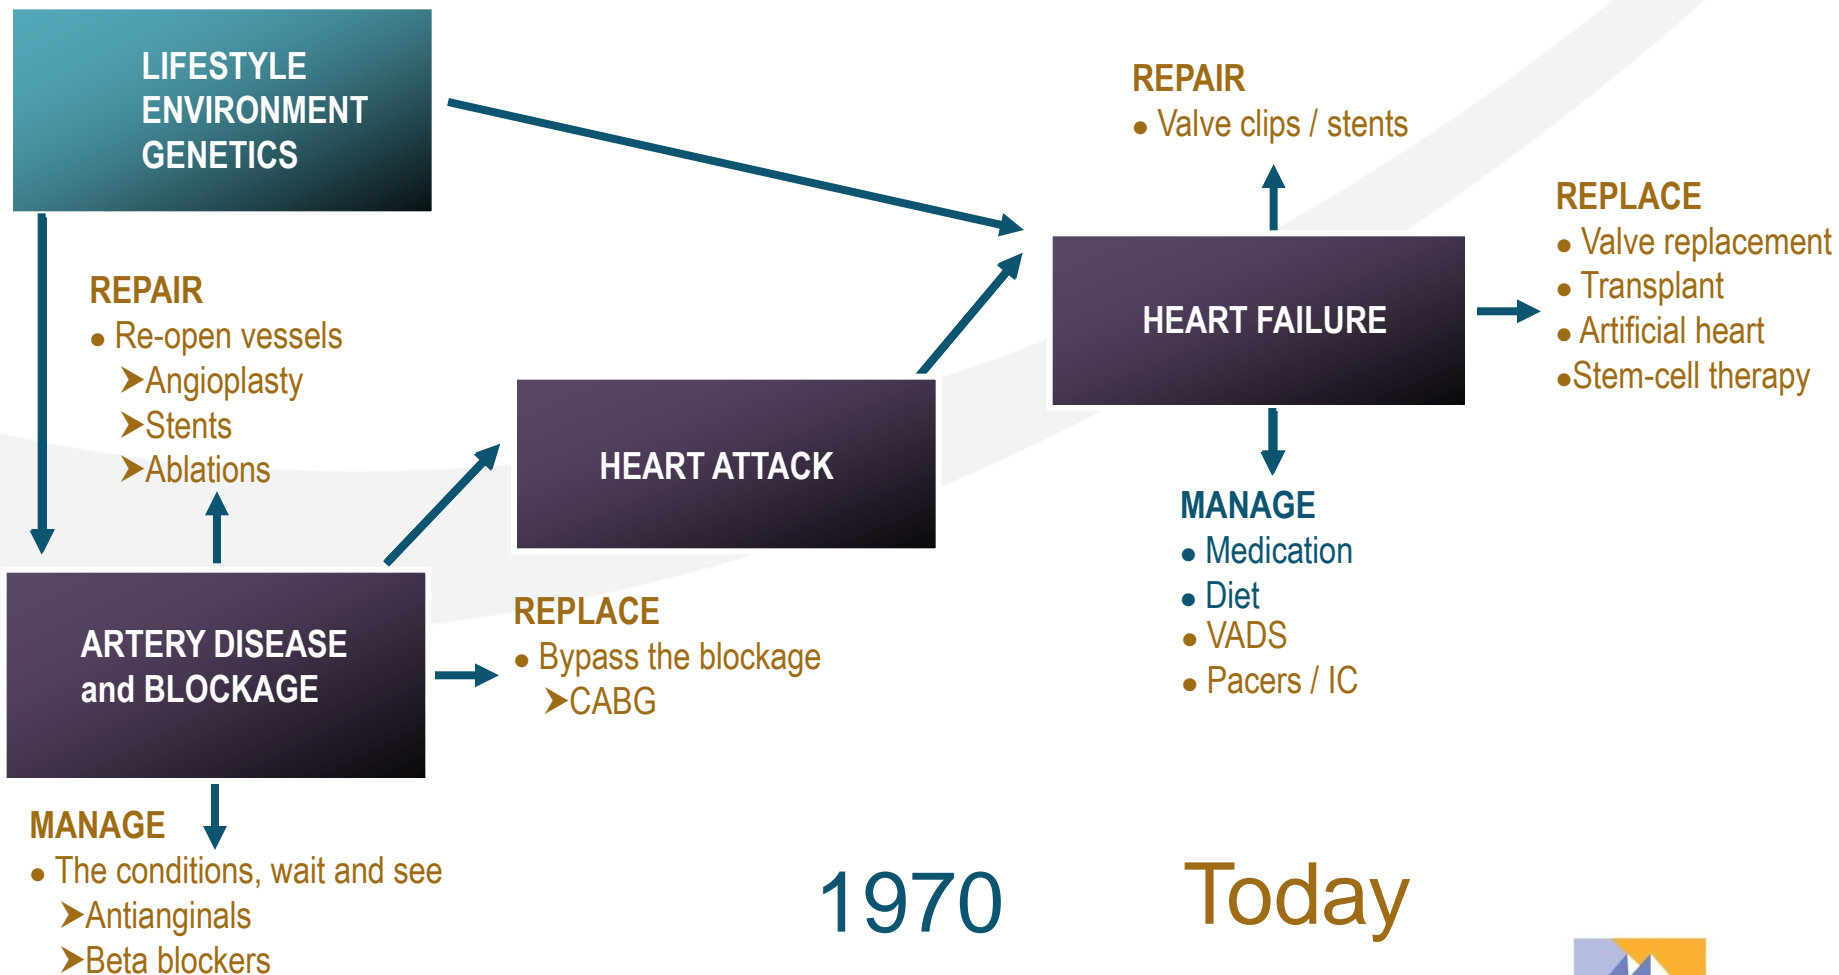 LIFESTYLE
ENVIRONMENT
GENETICS
REPAIR
● Valve clips / stents
REPLACE
● Valve replacement
● Transplant
● Artificial heart
●Stem-cell therapy
HEART FAILURE
REPAIR
● Re-open vessels
➤Angioplasty
➤Stents
➤Ablations
HEART ATTACK
MANAGE
● Medication
● Diet
● VADS
● Pacers / IC
ARTERY DISEASE
and BLOCKAGE
REPLACE
● Bypass the blockage
➤CABG
MANAGE
● The conditions, wait and see
➤Antianginals
➤Beta blockers
1970
Today